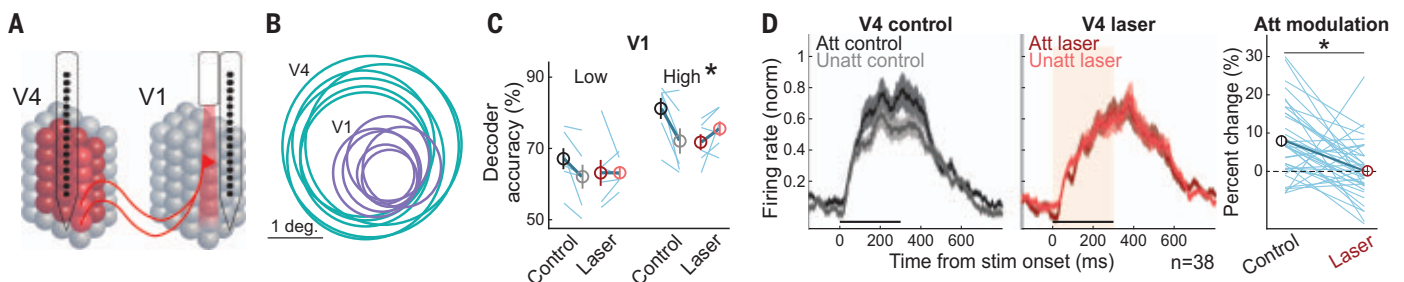 A
V4
V1
B
V4
V1
1 deg.
C
V1
Low
High *
Decoder
accuracy (%)
90
70
50
Control
Laser
Control
Laser
D
V4 control
Att control
Unatt control
Firing rate (norm)
1
0.8
0.6
0.4
0.2
0
200
400
600
V4 laser
Att laser
Unatt laser
0
200
400
600
Time from stim onset (ms)
n=38
Att modulation
*
Percent change (%)
30
20
10
0
Control
Laser